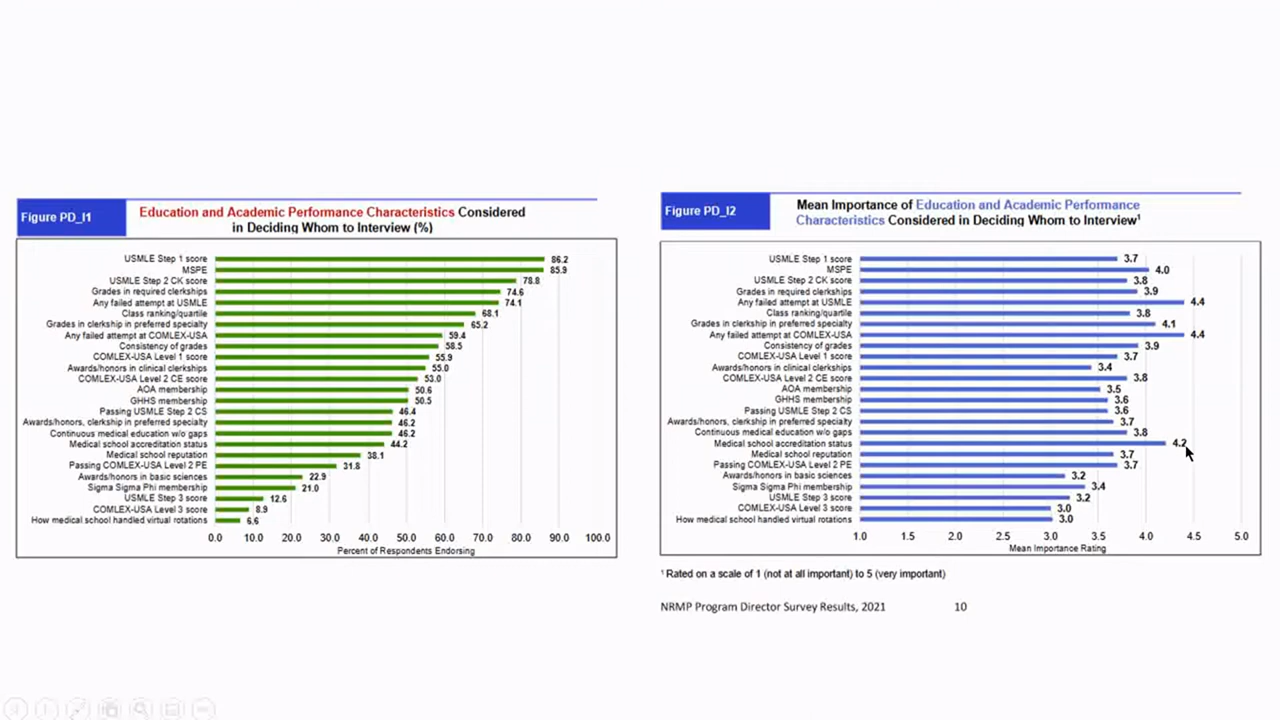 Figure PD_I1
Education and Academic Performance Characteristics Considered
in Deciding Whom to Interview (%)
USMLE Step 1 score 86.2
MSPE 85.9
USMLE Step 2 CK score 78.8
Grades in required clerkships 74.6
Any failed attempt at USMLE 74.1
Class ranking/quartile 68.1
Grades in clerkship in preferred specialty 65.2
Any failed attempt at COMLEX-USA 59.4
Consistency of grades 58.5
COMLEX-USA Level 1 score 55.9
Awards/honors in clinical clerkships 55.0
COMLEX-USA Level 2 CE score 53.0
AOA membership 50.6
GHHS membership 50.5
Passing USMLE Step 2 CS 46.4
Awards/honors, clerkship in preferred specialty 46.2
Continuous medical education w/o gaps 46.2
Medical school accreditation status 44.2
Medical school reputation 38.1
Passing COMLEX-USA Level 2 PE 31.8
Awards/honors in basic sciences 22.9
Sigma Sigma Phi membership 21.0
USMLE Step 3 score 12.6
COMLEX-USA Level 3 score 8.9
How medical school handled virtual rotations 6.6
0.0 10.0 20.0 30.0 40.0 50.0 60.0 70.0 80.0 90.0 100.0
Percent of Respondents Endorsing
Figure PD_I2
Mean Importance of Education and Academic Performance
Characteristics Considered in Deciding Whom to Interview¹
USMLE Step 1 score 3.7
MSPE 4.0
USMLE Step 2 CK score 3.8
Grades in required clerkships 3.9
Any failed attempt at USMLE 4.4
Class ranking/quartile 3.8
Grades in clerkship in preferred specialty 4.1
Any failed attempt at COMLEX-USA 4.4
Consistency of grades 3.9
COMLEX-USA Level 1 score 3.7
Awards/honors in clinical clerkships 3.4
COMLEX-USA Level 2 CE score 3.8
AOA membership 3.5
GHHS membership 3.6
Passing USMLE Step 2 CS 3.6
Awards/honors, clerkship in preferred specialty 3.7
Continuous medical education w/o gaps 3.8
Medical school accreditation status 4.2
Medical school reputation 3.7
Passing COMLEX-USA Level 2 PE 3.7
Awards/honors in basic sciences 3.2
Sigma Sigma Phi membership 3.4
USMLE Step 3 score 3.2
COMLEX-USA Level 3 score 3.0
How medical school handled virtual rotations 3.0
1.0 1.5 2.0 2.5 3.0 3.5 4.0 4.5 5.0
Mean Importance Rating
¹ Rated on a scale of 1 (not at all important) to 5 (very important)
NRMP Program Director Survey Results, 2021 10